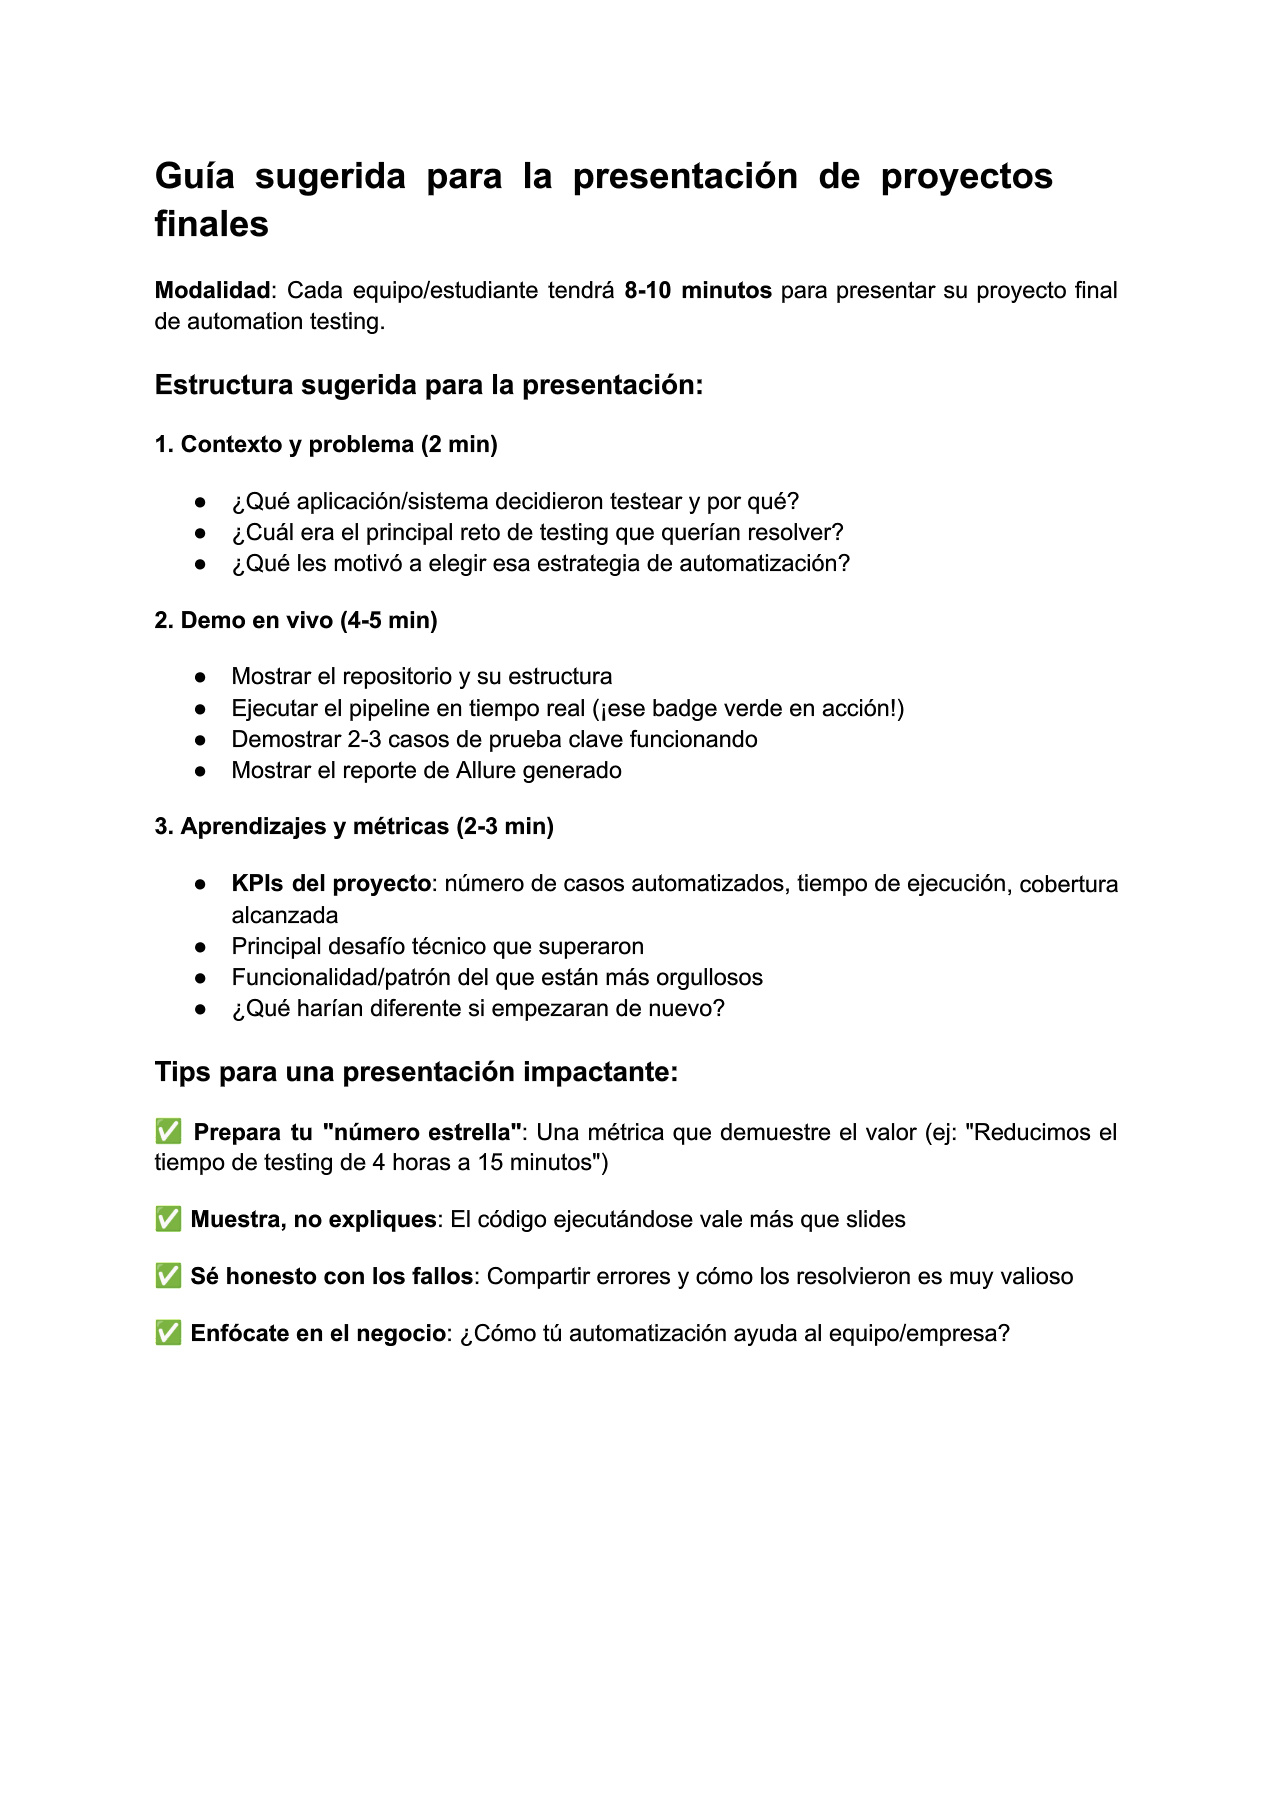 Guía sugerida para la presentación de proyectos
finales
Modalidad: Cada equipo/estudiante tendrá 8-10 minutos para presentar su proyecto final
de automation testing.
Estructura sugerida para la presentación:
1. Contexto y problema (2 min)
● ¿Qué aplicación/sistema decidieron testear y por qué?
● ¿Cuál era el principal reto de testing que querían resolver?
● ¿Qué les motivó a elegir esa estrategia de automatización?
2. Demo en vivo (4-5 min)
● Mostrar el repositorio y su estructura
● Ejecutar el pipeline en tiempo real (¡ese badge verde en acción!)
● Demostrar 2-3 casos de prueba clave funcionando
● Mostrar el reporte de Allure generado
3. Aprendizajes y métricas (2-3 min)
● KPIs del proyecto: número de casos automatizados, tiempo de ejecución, cobertura
alcanzada
● Principal desafío técnico que superaron
● Funcionalidad/patrón del que están más orgullosos
● ¿Qué harían diferente si empezaran de nuevo?
Tips para una presentación impactante:
✅ Prepara tu "número estrella": Una métrica que demuestre el valor (ej: "Reducimos el
tiempo de testing de 4 horas a 15 minutos")
✅ Muestra, no expliques: El código ejecutándose vale más que slides
✅ Sé honesto con los fallos: Compartir errores y cómo los resolvieron es muy valioso
✅ Enfócate en el negocio: ¿Cómo tú automatización ayuda al equipo/empresa?